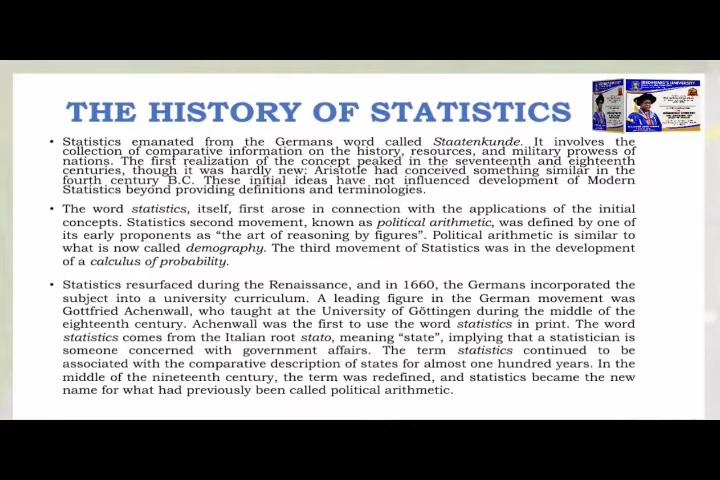 THE HISTORY OF STATISTICS
• Statistics emanated from the Germans word called Staatenkunde. It involves the
collection of comparative information on the history, resources, and military prowess of
nations. The first realization of the concept peaked in the seventeenth and eighteenth
centuries, though it was hardly new: Aristotle had conceived something similar in the
fourth century B.C. These initial ideas have not influenced development of Modern
Statistics beyond providing definitions and terminologies.
• The word statistics, itself, first arose in connection with the applications of the initial
concepts. Statistics second movement, known as political arithmetic, was defined by one of
its early proponents as “the art of reasoning by figures”. Political arithmetic is similar to
what is now called demography. The third movement of Statistics was in the development
of a calculus of probability.
• Statistics resurfaced during the Renaissance, and in 1660, the Germans incorporated the
subject into a university curriculum. A leading figure in the German movement was
Gottfried Achenwall, who taught at the University of Göttingen during the middle of the
eighteenth century. Achenwall was the first to use the word statistics in print. The word
statistics comes from the Italian root stato, meaning “state”, implying that a statistician is
someone concerned with government affairs. The term statistics continued to be
associated with the comparative description of states for almost one hundred years. In the
middle of the nineteenth century, the term was redefined, and statistics became the new
name for what had previously been called political arithmetic.